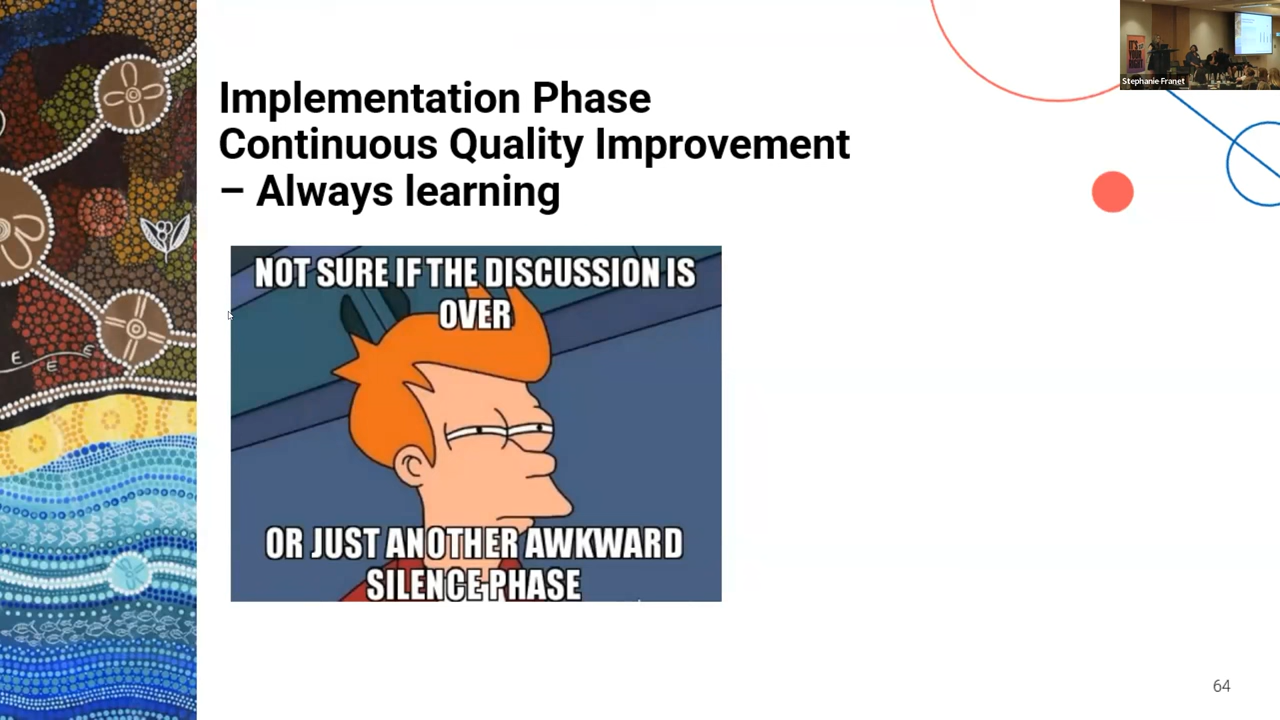 Implementation Phase
Continuous Quality Improvement
– Always learning
NOT SURE IF THE DISCUSSION IS
OVER
OR JUST ANOTHER AWKWARD
SILENCE PHASE
Stephanie Franet
64